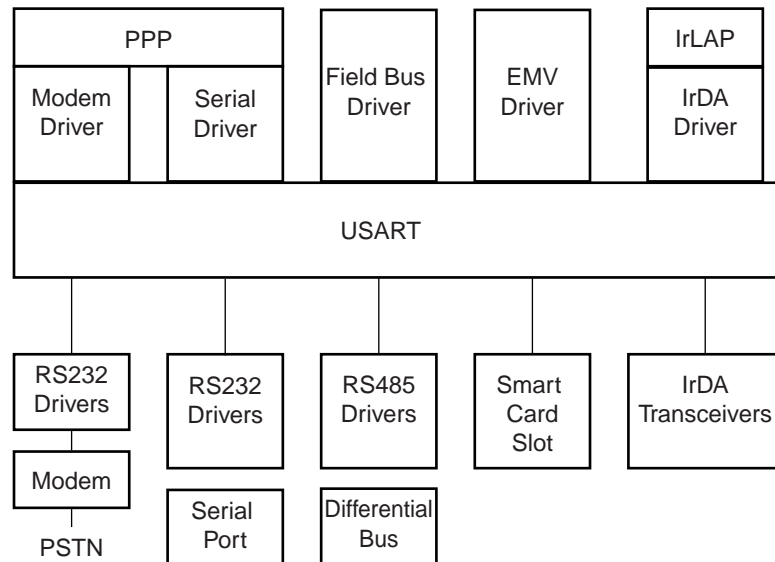 PPP
IrLAP
Modem
Driver
Serial
Driver
Field Bus
Driver
EMV
Driver
IrDA
Driver
USART
RS232
Drivers
RS232
Drivers
RS485
Drivers
Smart
Card
Slot
IrDA
Transceivers
Modem
Serial
Port
Differential
Bus
PSTN